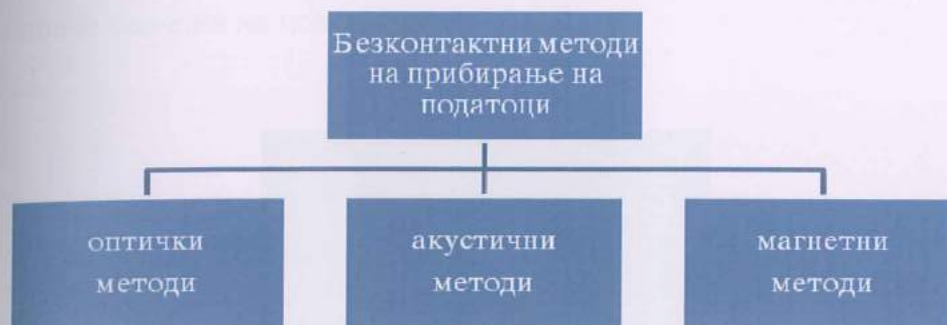 Безконтактни методи
на прибирање на
податоци
оптички
методи
акустични
методи
магнетни
методи